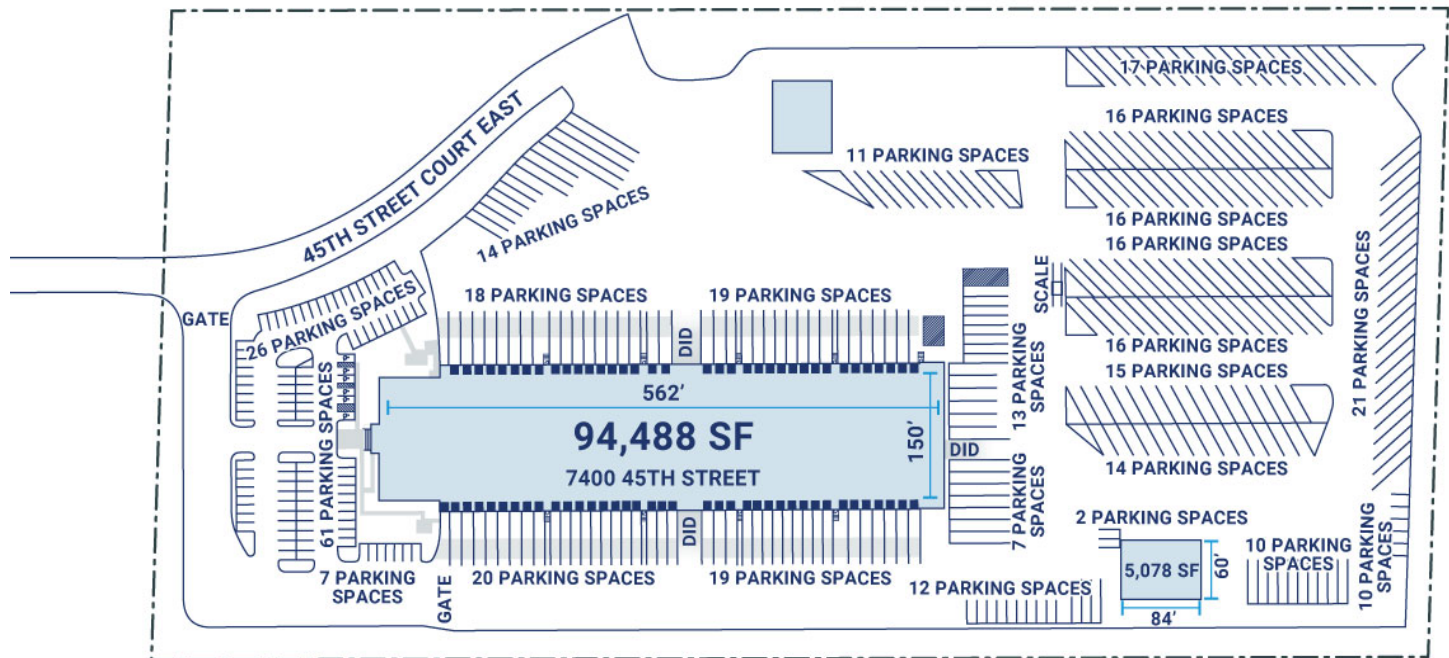 17 PARKING SPACES
45TH STREET COURT EAST
16 PARKING SPACES
11 PARKING SPACES
14 PARKING SPACES
16 PARKING SPACES
16 PARKING SPACES
21 PARKING SPACES
SCALE
18 PARKING SPACES
19 PARKING SPACES
GATE
26 PARKING SPACES
DID
13 PARKING
SPACES
16 PARKING SPACES
15 PARKING SPACES
562'
61 PARKING SPACES
94,488 SF
150'
DID
7400 45TH STREET
14 PARKING SPACES
7 PARKING
SPACES
2 PARKING SPACES
DID
10 PARKING
SPACES
10 PARKING
SPACES
5,078 SF
60'
7 PARKING
SPACES
GATE
20 PARKING SPACES
19 PARKING SPACES
12 PARKING SPACES
84'